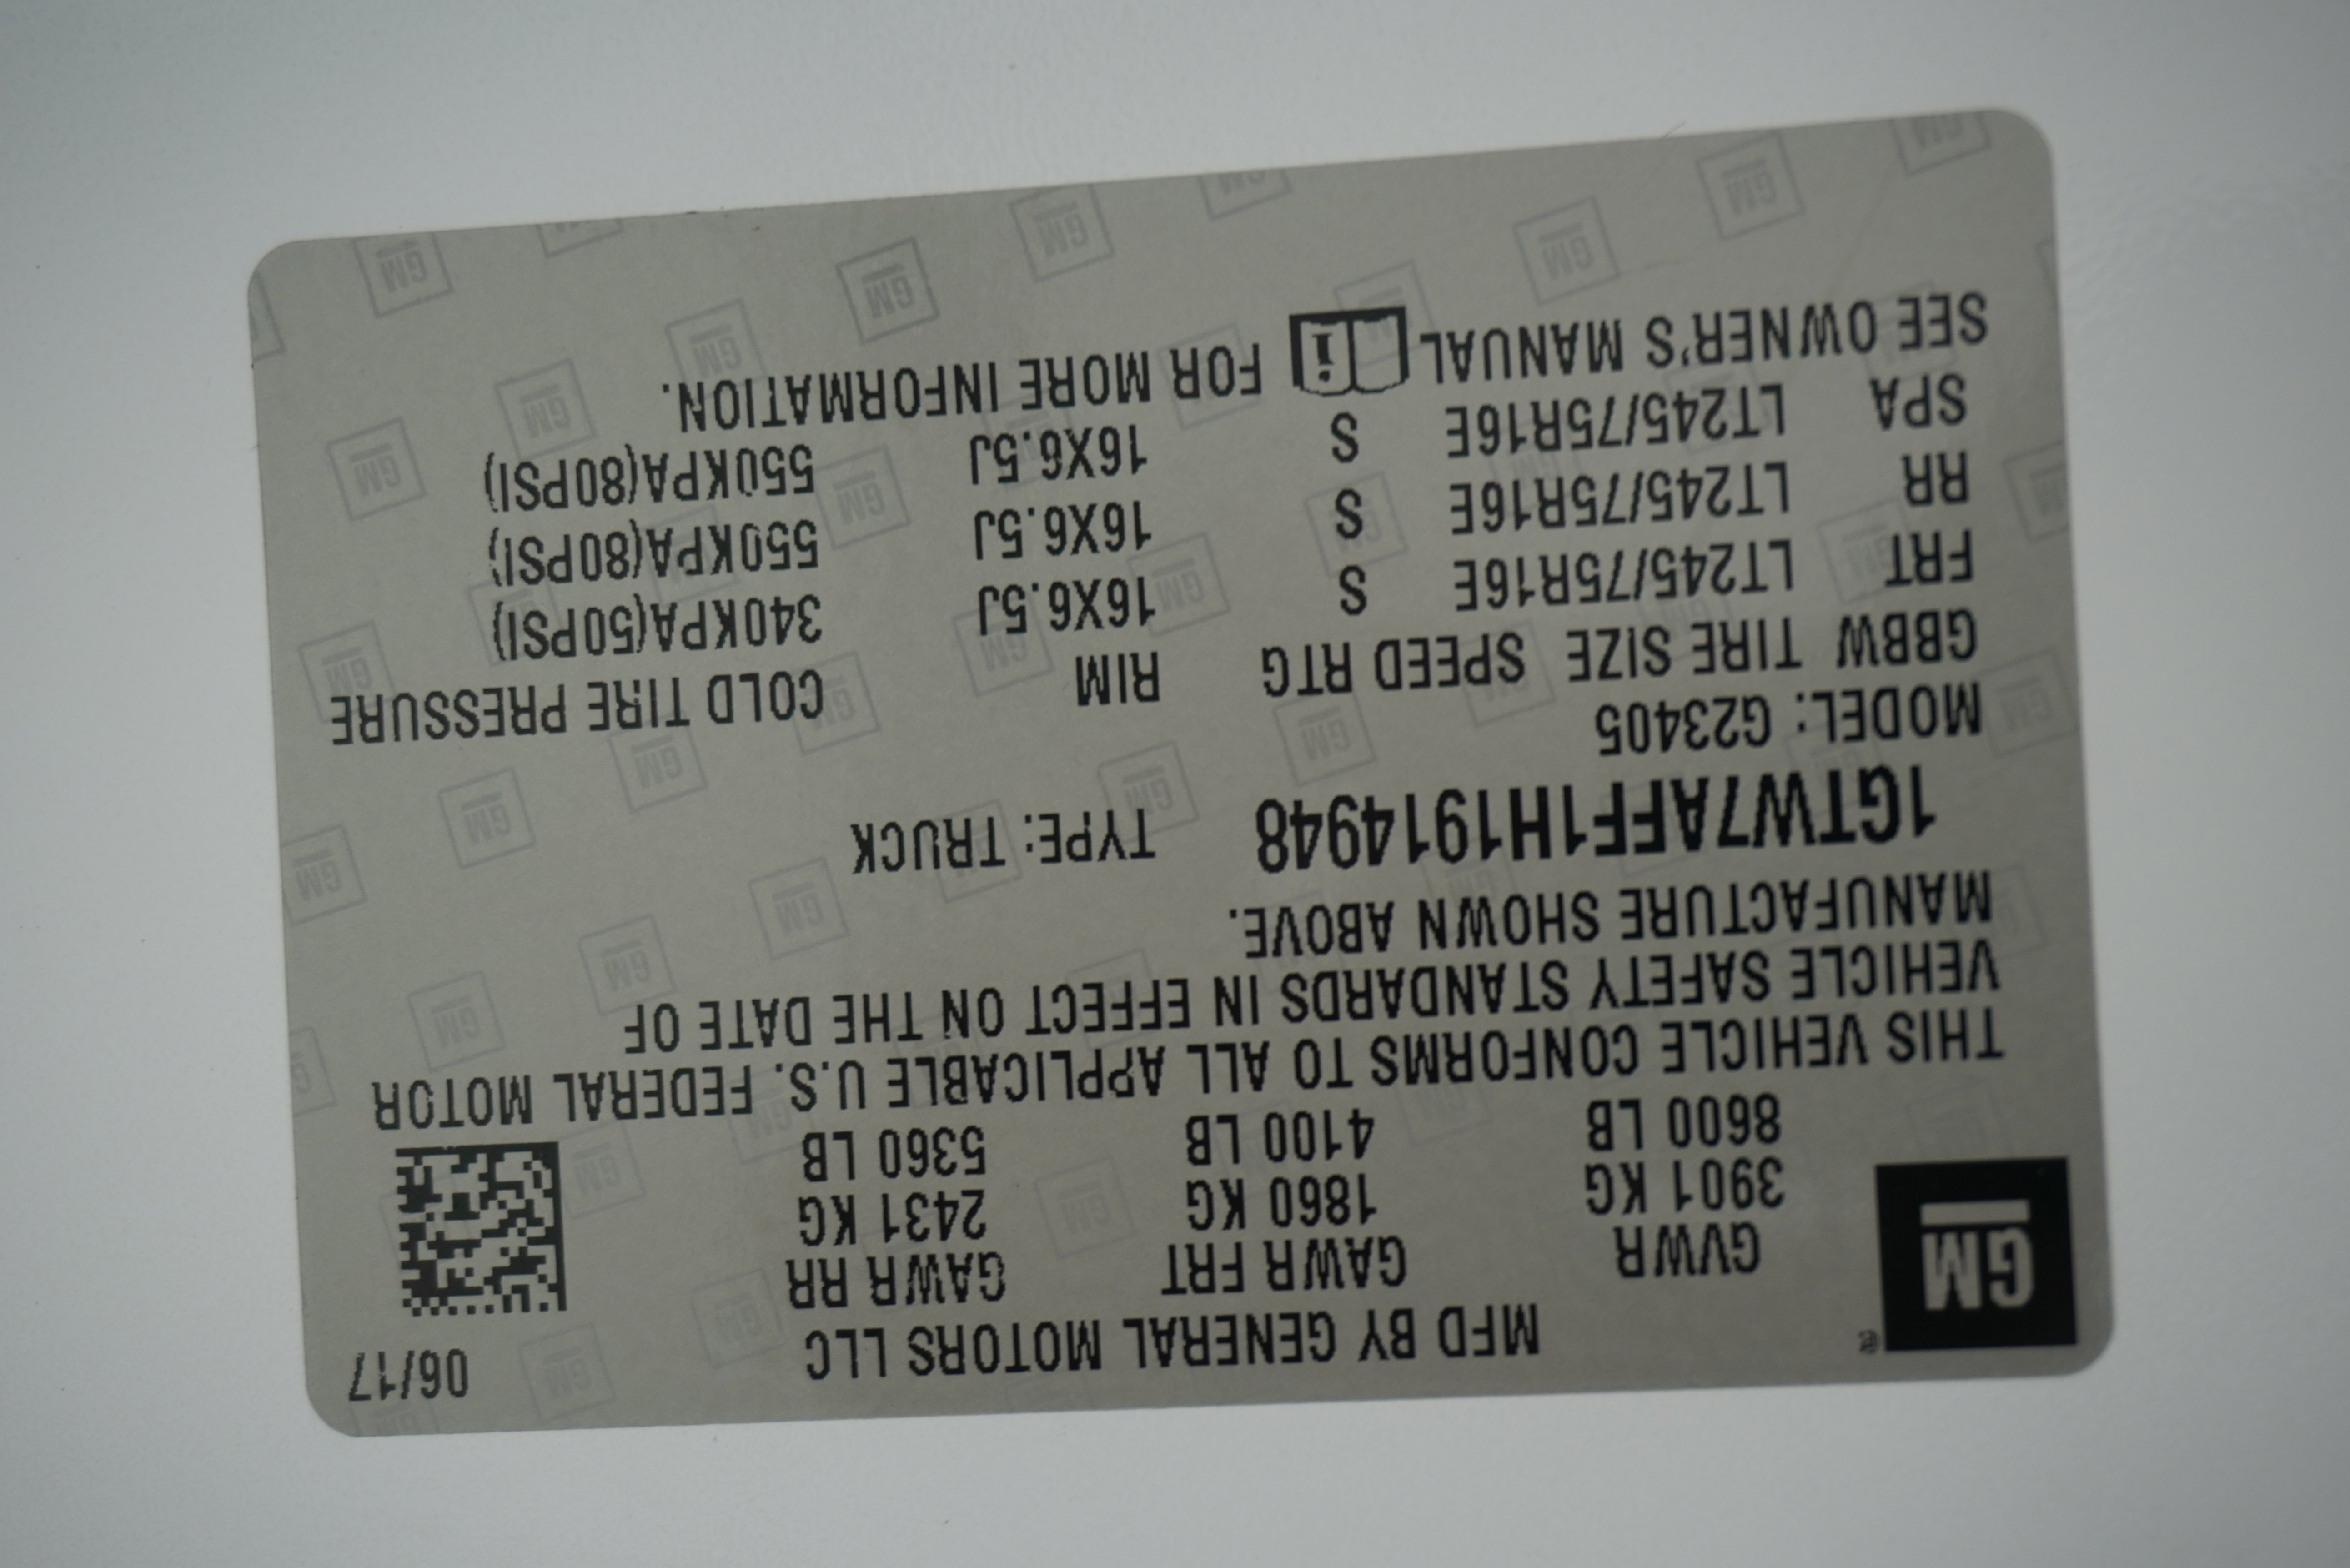 GM
®
MFD BY GENERAL MOTORS LLC 06/17
GVWR GAWR FRT GAWR RR
3901 KG 1860 KG 2431 KG
8600 LB 4100 LB 5360 LB
THIS VEHICLE CONFORMS TO ALL APPLICABLE U.S. FEDERAL MOTOR
VEHICLE SAFETY STANDARDS IN EFFECT ON THE DATE OF
MANUFACTURE SHOWN ABOVE.
1GTW7AFF1H1914948 TYPE: TRUCK
MODEL: G23405
GBBW TIRE SIZE SPEED RTG RIM COLD TIRE PRESSURE
FRT LT245/75R16E S 16X6.5J 340KPA(50PSI)
RR LT245/75R16E S 16X6.5J 550KPA(80PSI)
SPA LT245/75R16E S 16X6.5J 550KPA(80PSI)
SEE OWNER'S MANUAL i FOR MORE INFORMATION.